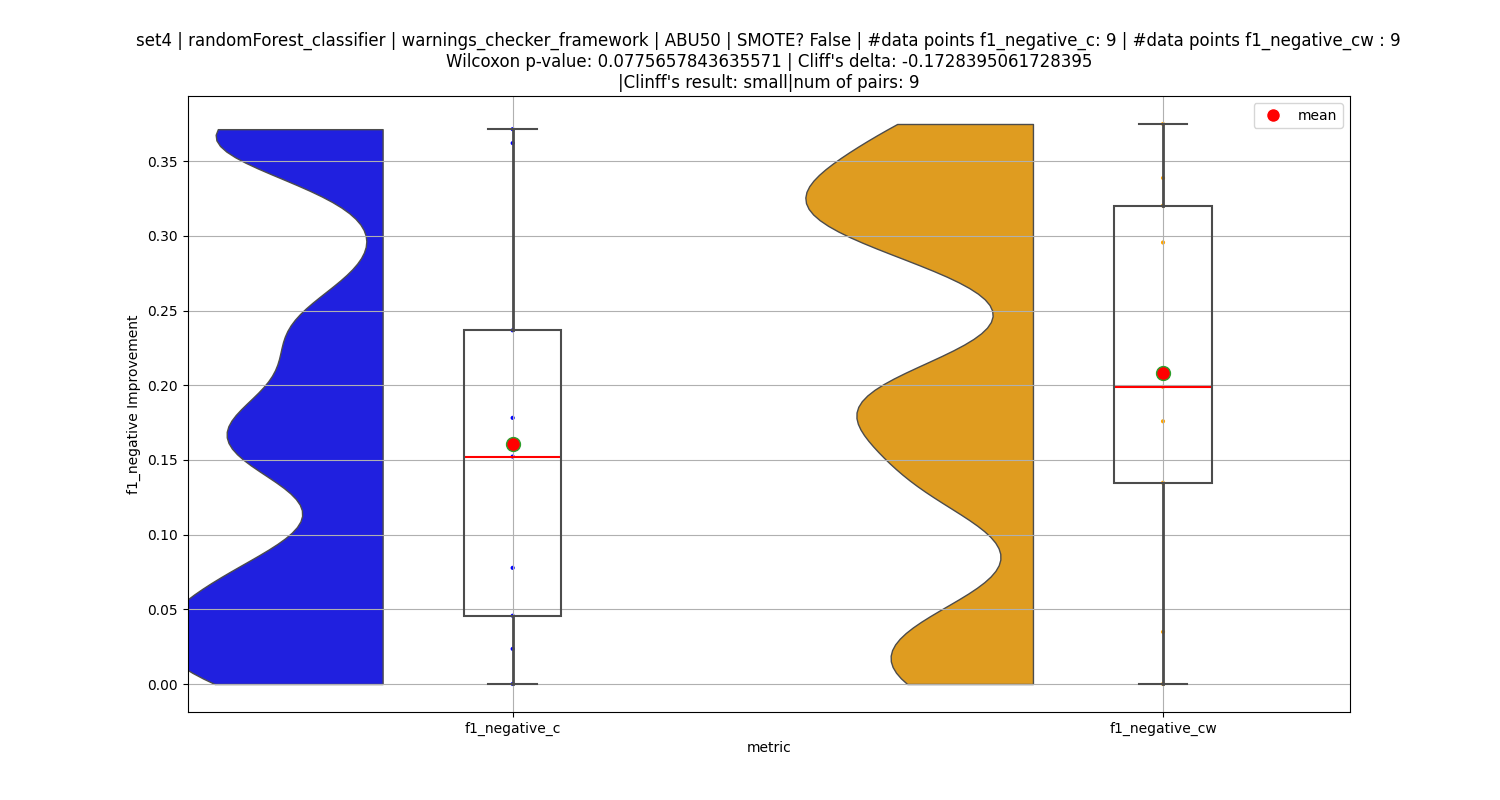 set4 | randomForest_classifier | warnings_checker_framework | ABU50 | SMOTE? False | #data points f1_negative_c: 9 | #data points f1_negative_cw : 9
Wilcoxon p-value: 0.0775657843635571 | Cliff's delta: -0.1728395061728395
|Clinff's result: small|num of pairs: 9
mean
0.35
0.30
0.25
0.20
0.15
0.10
0.05
0.00
f1_negative Improvement
f1_negative_c
f1_negative_cw
metric